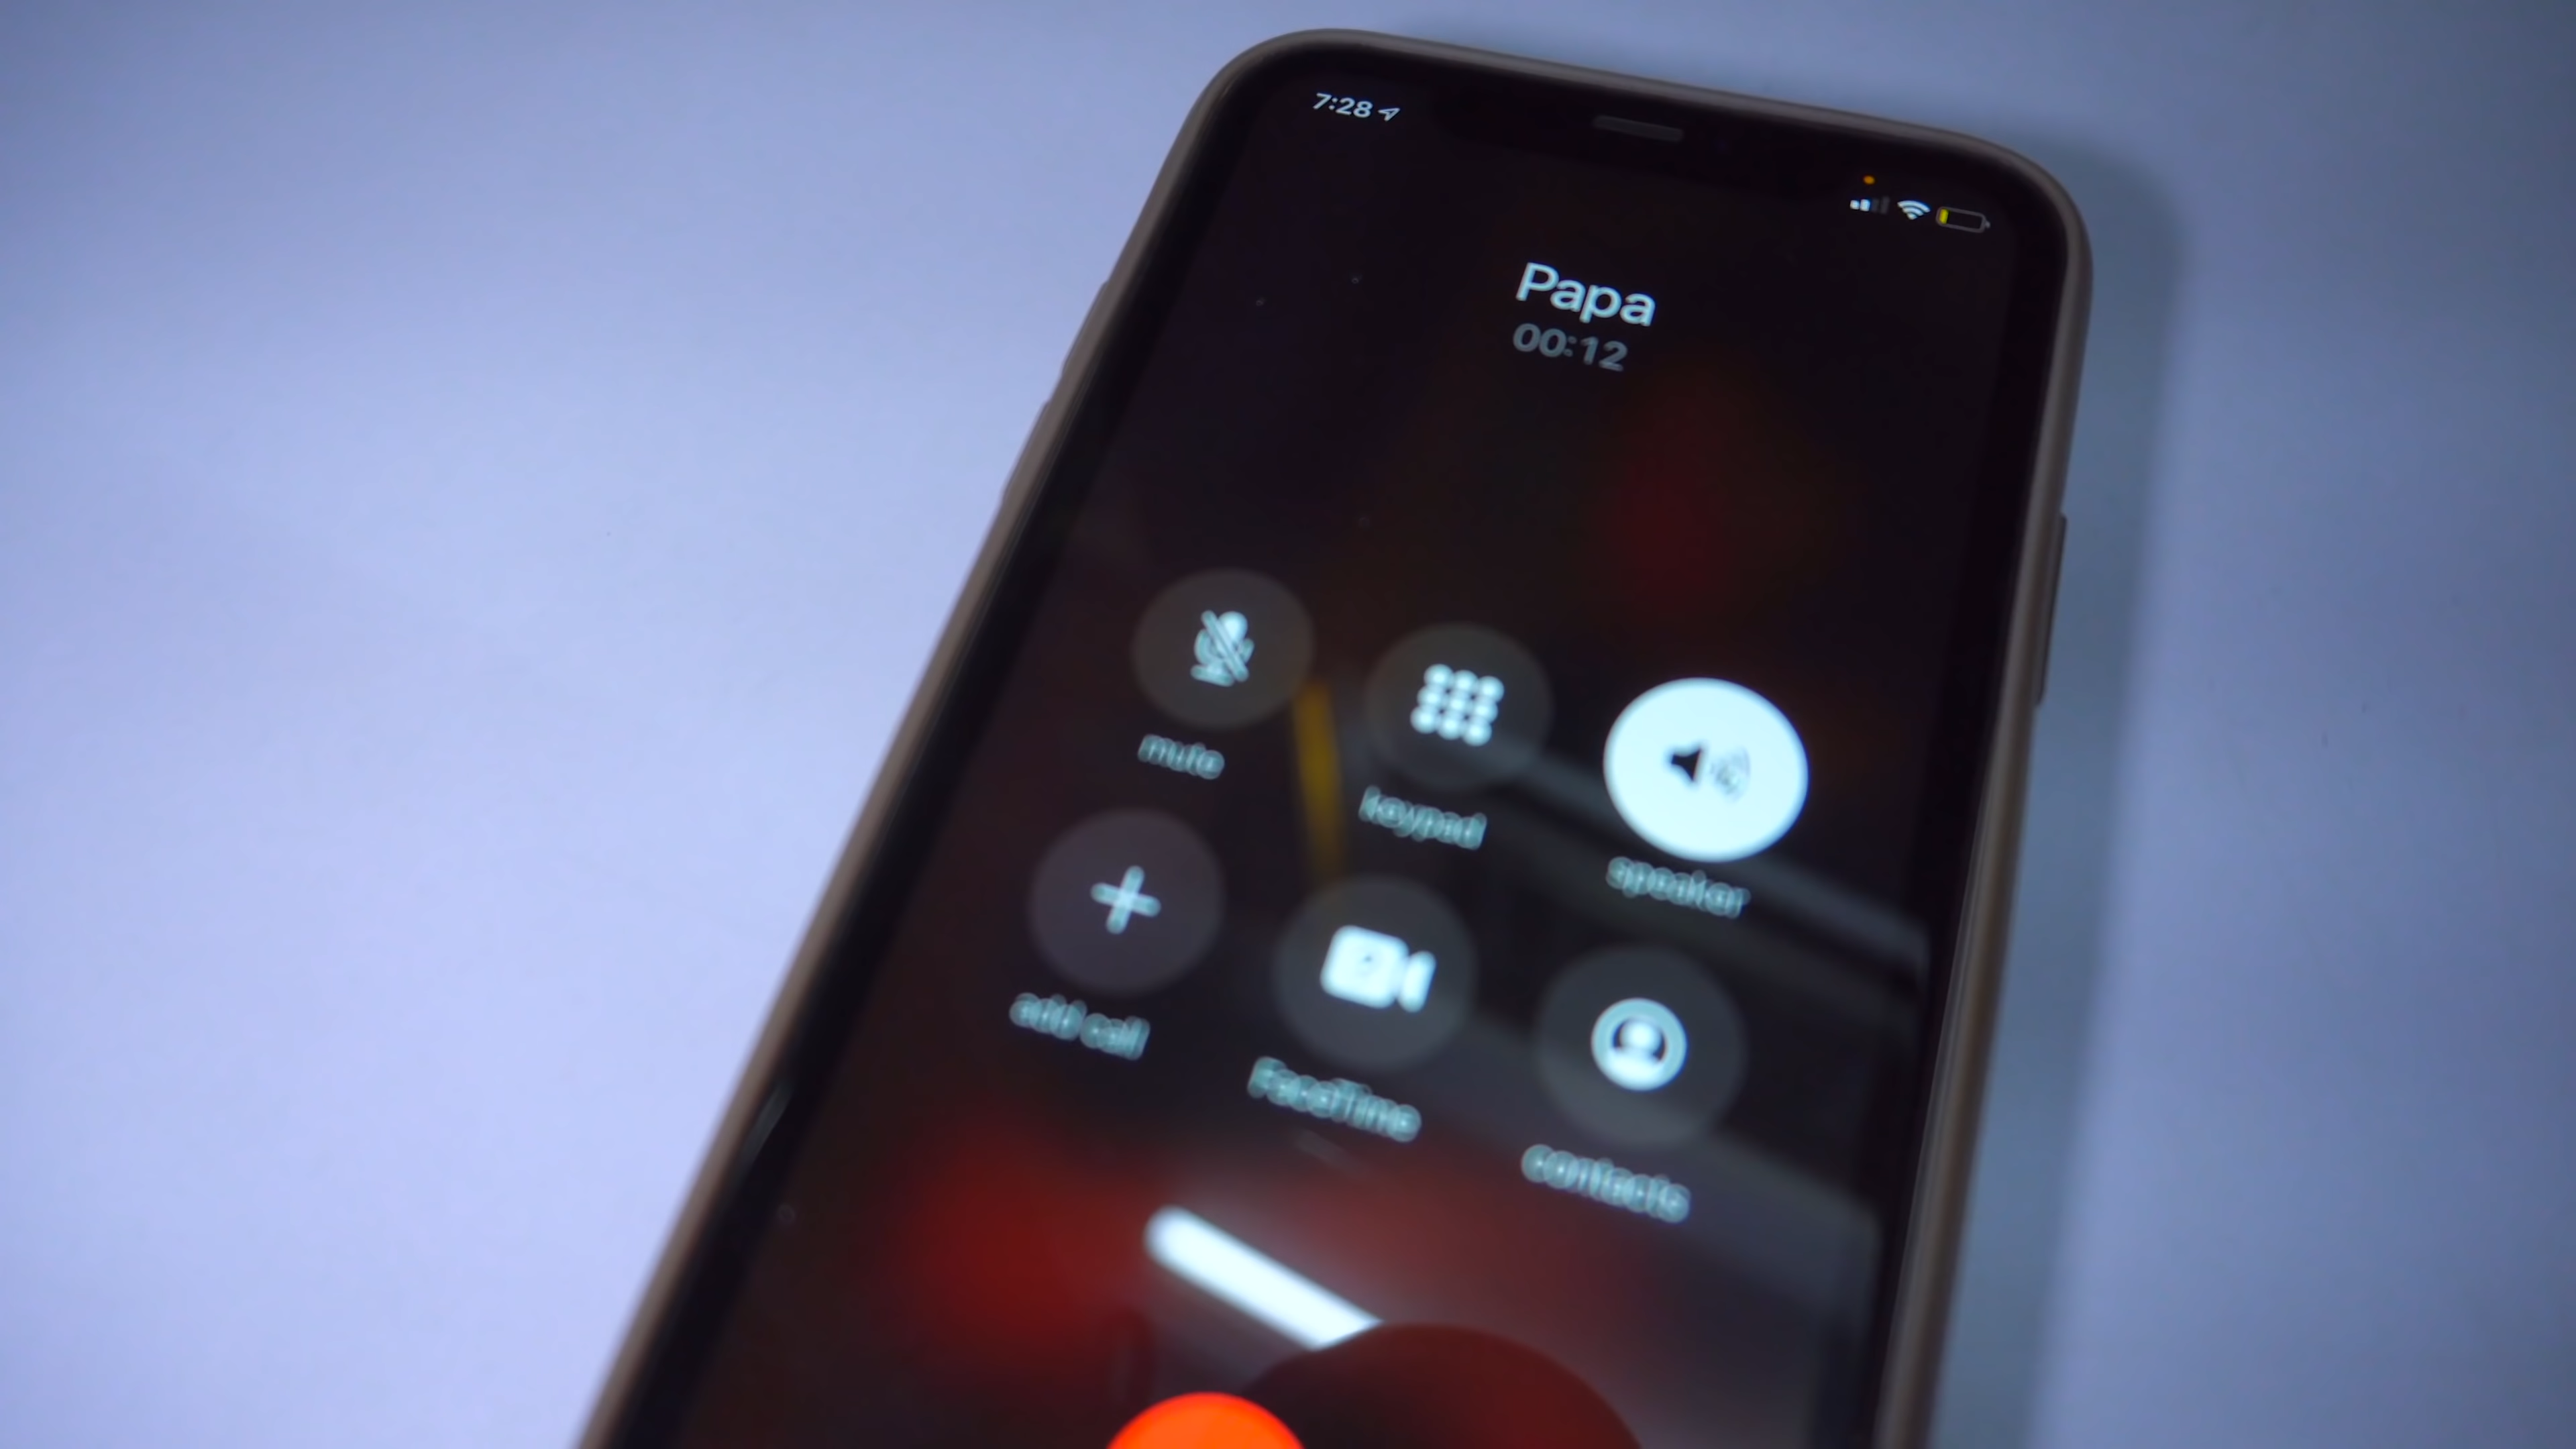 7:28
Papa
00:12
mute
keypad
speaker
add call
FaceTime
contacts